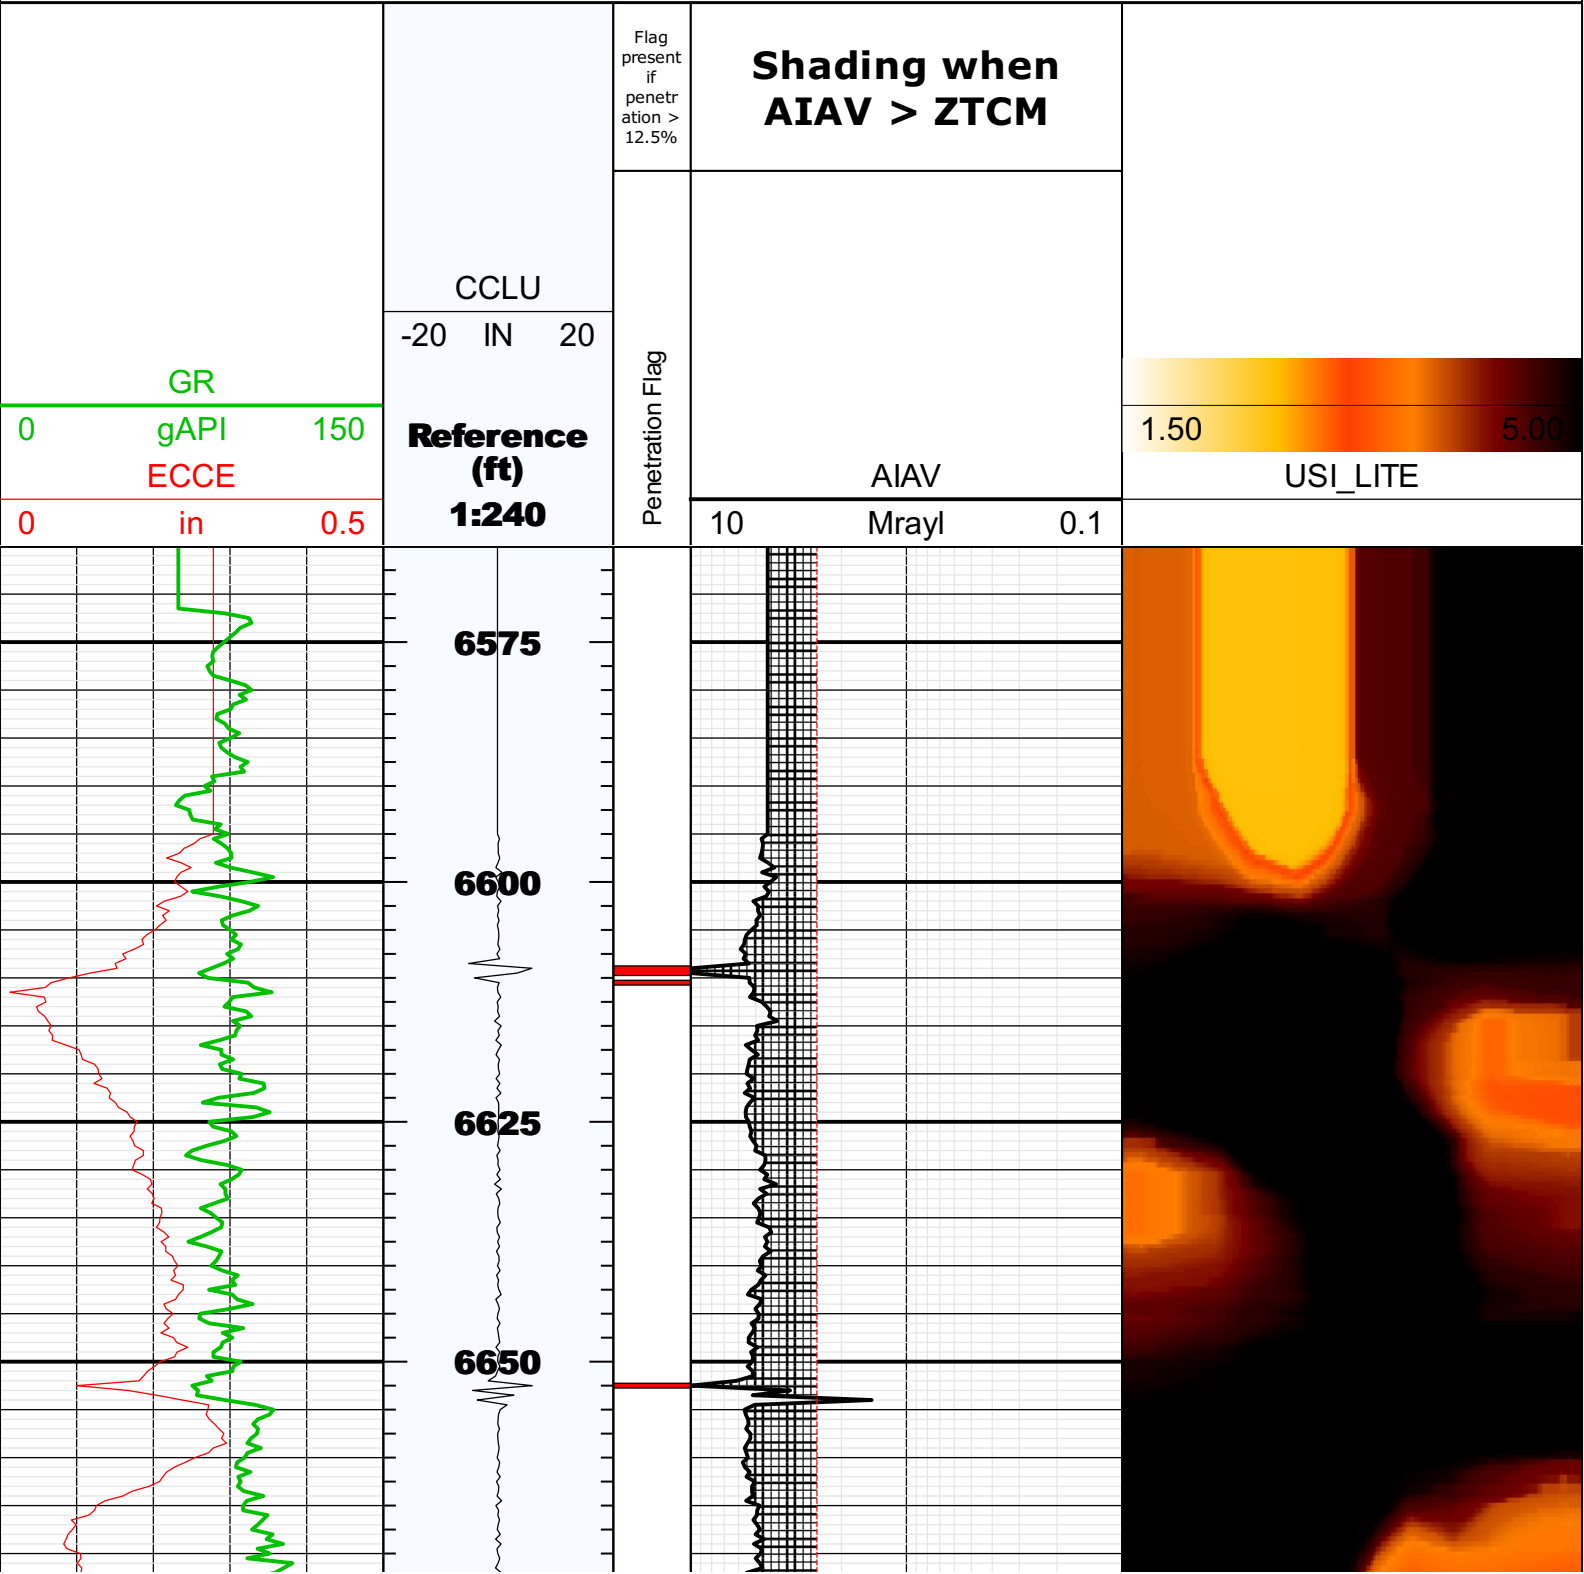 Flag
present
if
penetr
ation >
12.5%
Shading when
AIAV > ZTCM
CCLU
-20 IN 20
GR
0 gAPI 150
ECCE
0 in 0.5
Reference
(ft)
1:240
Penetration Flag
AIAV
10 Mrayl 0.1
1.50 5.00
USI_LITE
6575
6600
6625
6650